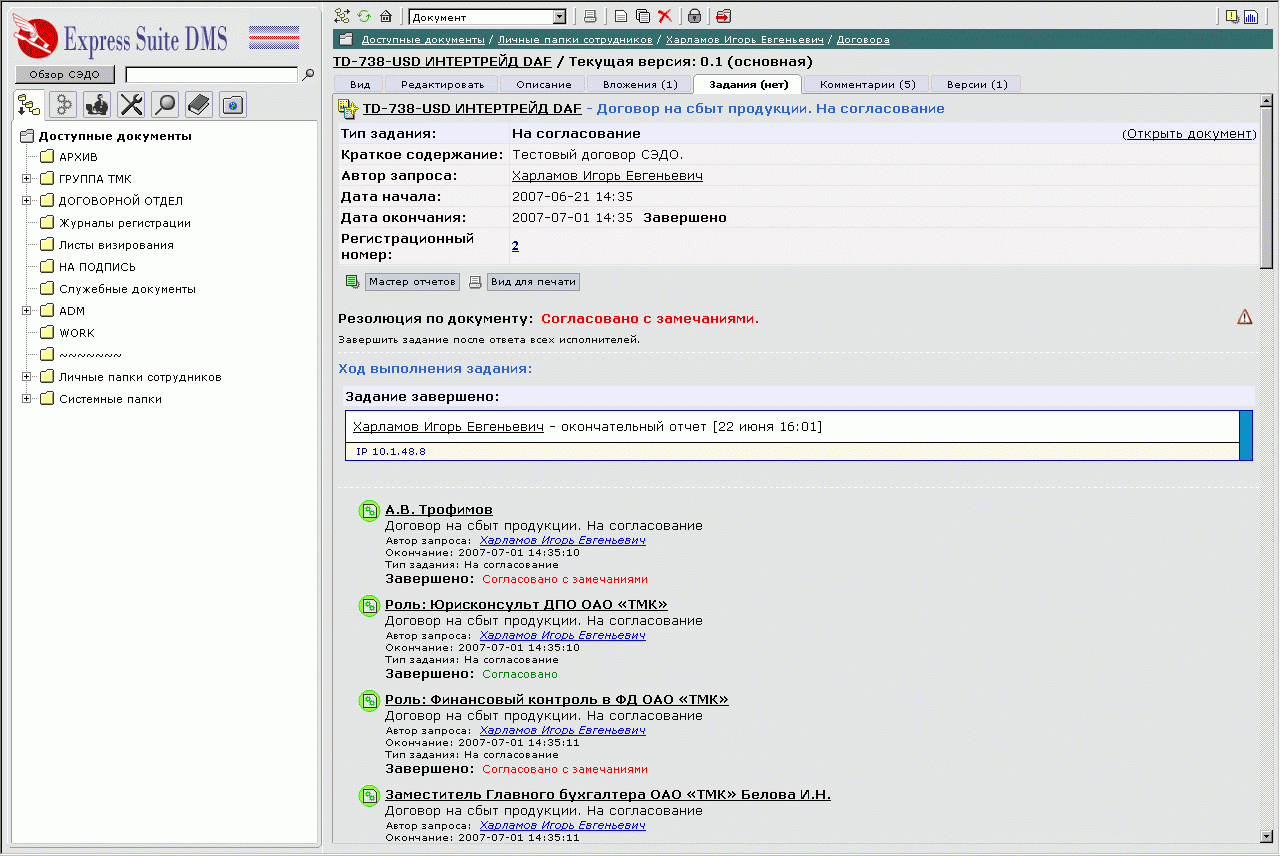 Express Suite DMS
Обзор СЭДО
Доступные документы
АРХИВ
ГРУППА ТМК
ДОГОВОРНОЙ ОТДЕЛ
Журналы регистрации
Листы визирования
НА ПОДПИСЬ
Служебные документы
ADM
WORK
~~~~~~~
Личные папки сотрудников
Системные папки
Документ
Доступные документы / Личные папки сотрудников / Харламов Игорь Евгеньевич / Договора
TD-738-USD ИНТЕРТРЕЙД DAF / Текущая версия: 0.1 (основная)
Вид Редактировать Описание Вложения (1) Задания (нет) Комментарии (5) Версии (1)
TD-738-USD ИНТЕРТРЕЙД DAF - Договор на сбыт продукции. На согласование
Тип задания: На согласование (Открыть документ)
Краткое содержание: Тестовый договор СЭДО.
Автор запроса: Харламов Игорь Евгеньевич
Дата начала: 2007-06-21 14:35
Дата окончания: 2007-07-01 14:35 Завершено
Регистрационный
номер: 2
Мастер отчетов Вид для печати
Резолюция по документу: Согласовано с замечаниями.
Завершить задание после ответа всех исполнителей.
Ход выполнения задания:
Задание завершено:
Харламов Игорь Евгеньевич - окончательный отчет [22 июня 16:01]
IP 10.1.48.8
А.В. Трофимов
Договор на сбыт продукции. На согласование
Автор запроса: Харламов Игорь Евгеньевич
Окончание: 2007-07-01 14:35:10
Тип задания: На согласование
Завершено: Согласовано с замечаниями
Роль: Юрисконсульт ДПО ОАО «ТМК»
Договор на сбыт продукции. На согласование
Автор запроса: Харламов Игорь Евгеньевич
Окончание: 2007-07-01 14:35:10
Тип задания: На согласование
Завершено: Согласовано
Роль: Финансовый контроль в ФД ОАО «ТМК»
Договор на сбыт продукции. На согласование
Автор запроса: Харламов Игорь Евгеньевич
Окончание: 2007-07-01 14:35:11
Тип задания: На согласование
Завершено: Согласовано с замечаниями
Заместитель Главного бухгалтера ОАО «ТМК» Белова И.Н.
Договор на сбыт продукции. На согласование
Автор запроса: Харламов Игорь Евгеньевич
Окончание: 2007-07-01 14:35:11